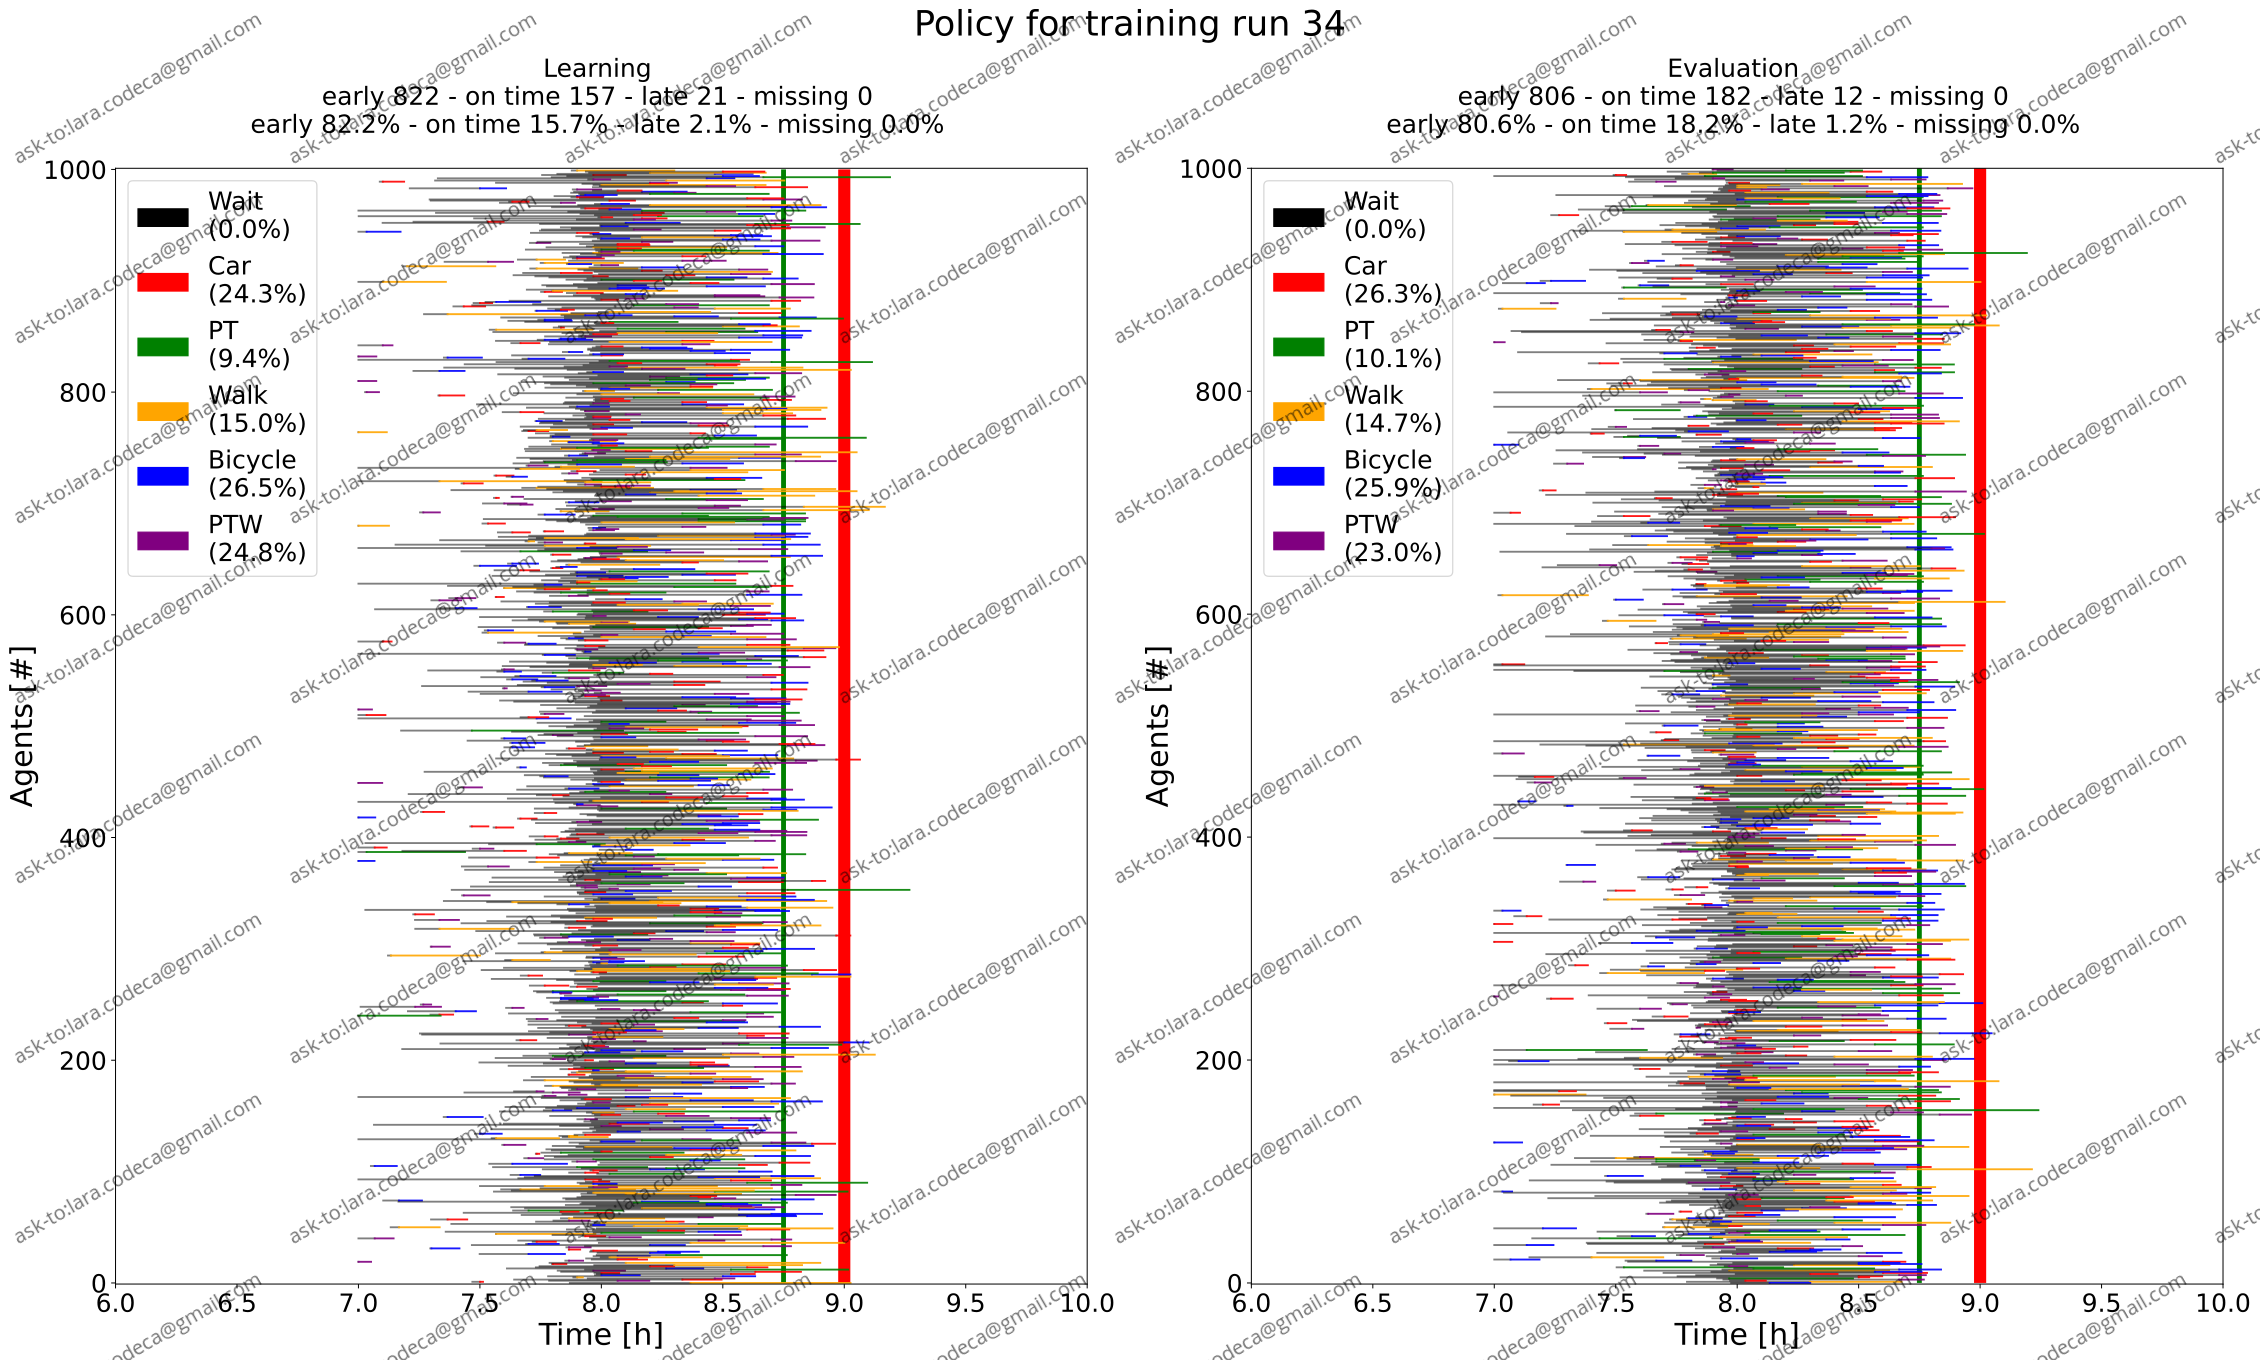 Policy for training run 34
Learning
early 822 - on time 157 - late 21 - missing 0
early 82.2% - on time 15.7% - late 2.1% - missing 0.0%
Agents [#]
1000
800
600
400
200
0
Wait
(0.0%)
Car
(24.3%)
PT
(9.4%)
Walk
(15.0%)
Bicycle
(26.5%)
PTW
(24.8%)
6.0 6.5 7.0 7.5 8.0 8.5 9.0 9.5 10.0
Time [h]
Evaluation
early 806 - on time 182 - late 12 - missing 0
early 80.6% - on time 18.2% - late 1.2% - missing 0.0%
Agents [#]
1000
800
600
400
200
0
Wait
(0.0%)
Car
(26.3%)
PT
(10.1%)
Walk
(14.7%)
Bicycle
(25.9%)
PTW
(23.0%)
6.0 6.5 7.0 7.5 8.0 8.5 9.0 9.5 10.0
Time [h]
ask-to:lara.codeca@gmail.com